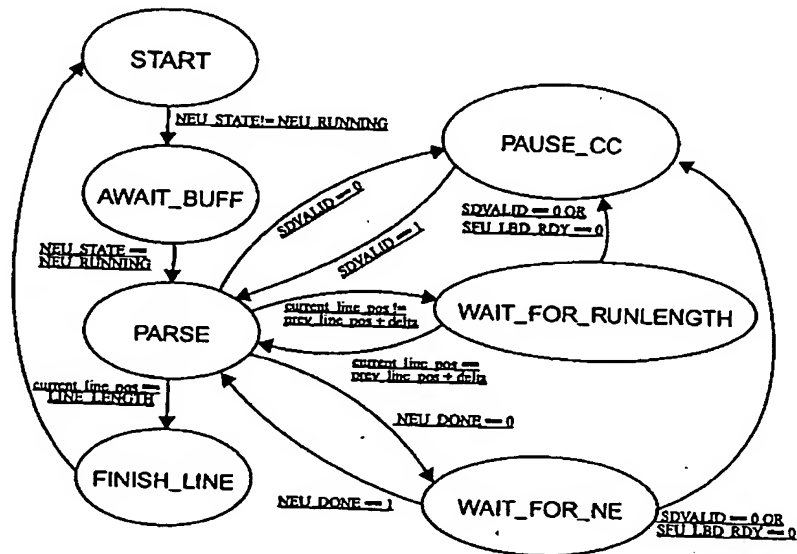 START
NEU_STATE!= NEU_RUNNING
PAUSE_CC
AWAIT_BUFF
SDVALID == 0
SDVALID == 0 OR
SFU_LBD_RDY == 0
SDVALID == 1
NEU_STATE ==
NEU_RUNNING
current_line_pos !=
prev_line_pos + delta
WAIT_FOR_RUNLENGTH
PARSE
current_line_pos ==
prev_line_pos + delta
current_line_pos ==
LINE_LENGTH
NEU_DONE == 0
FINISH_LINE
NEU_DONE == 1
WAIT_FOR_NE
SDVALID == 0 OR
SFU_LBD_RDY == 0